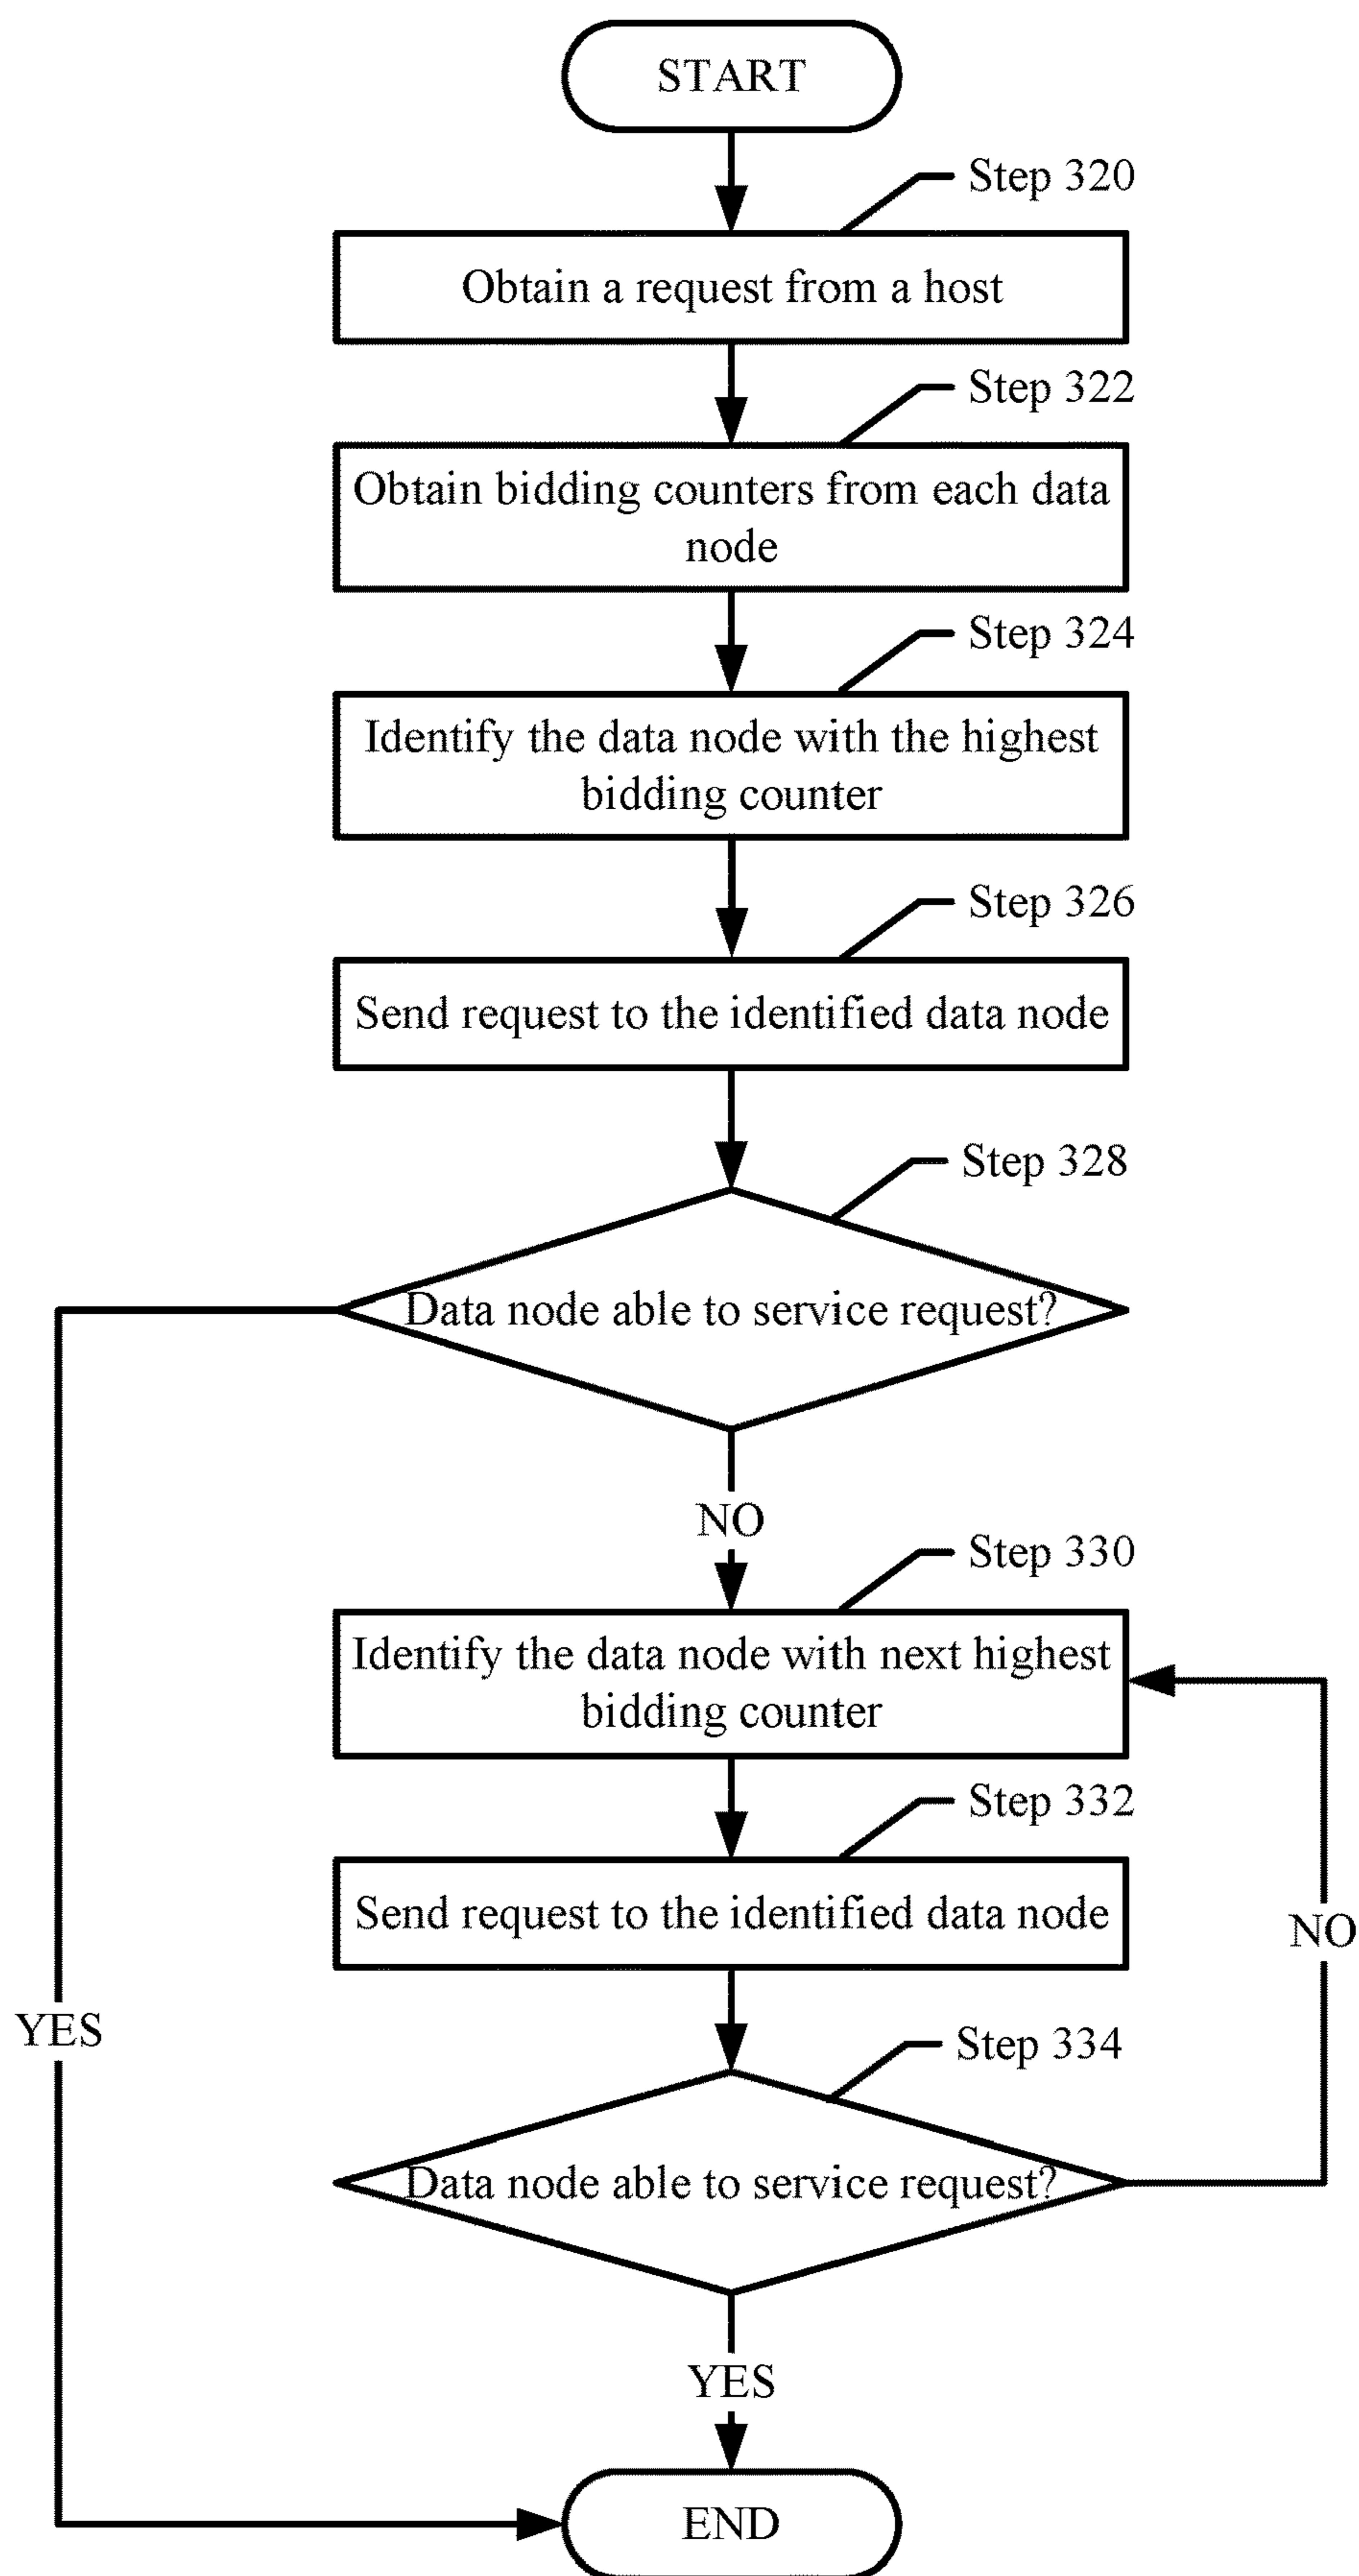 START
Step 320
Obtain a request from a host
Step 322
Obtain bidding counters from each data
node
Step 324
Identify the data node with the highest
bidding counter
Step 326
Send request to the identified data node
Step 328
Data node able to service request?
NO
Step 330
Identify the data node with next highest
bidding counter
Step 332
Send request to the identified data node
NO
YES
Step 334
Data node able to service request?
YES
END